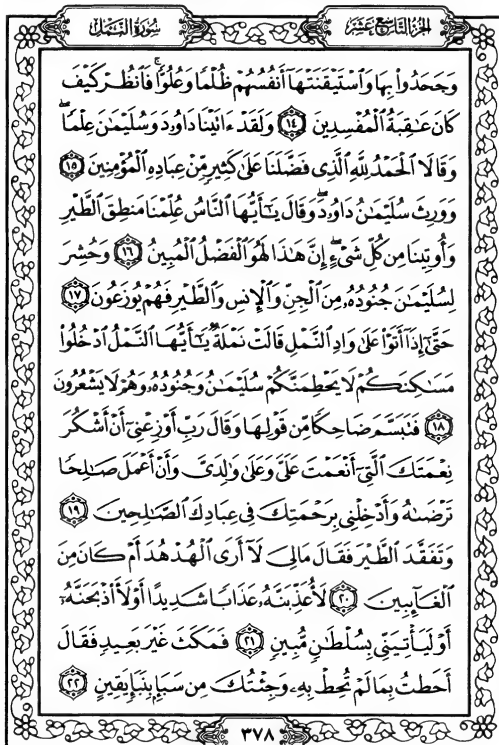 الجزء التاسع عشر
سورة النمل
وَجَحَدُوا۟ بِهَا وَٱسْتَيْقَنَتْهَآ أَنفُسُهُمْ ظُلْمًا وَعُلُوًّا ۚ فَٱنظُرْ كَيْفَ
كَانَ عَـٰقِبَةُ ٱلْمُفْسِدِينَ ١٤ وَلَقَدْ ءَاتَيْنَا دَاوُۥدَ وَسُلَيْمَـٰنَ عِلْمًا ۖ
وَقَالَا ٱلْحَمْدُ لِلَّهِ ٱلَّذِى فَضَّلَنَا عَلَىٰ كَثِيرٍ مِّنْ عِبَادِهِ ٱلْمُؤْمِنِينَ ١٥
وَوَرِثَ سُلَيْمَـٰنُ دَاوُۥدَ ۖ وَقَالَ يَـٰٓأَيُّهَا ٱلنَّاسُ عُلِّمْنَا مَنطِقَ ٱلطَّيْرِ
وَأُوتِينَا مِن كُلِّ شَىْءٍ ۖ إِنَّ هَـٰذَا لَهُوَ ٱلْفَضْلُ ٱلْمُبِينُ ١٦ وَحُشِرَ
لِسُلَيْمَـٰنَ جُنُودُهُۥ مِنَ ٱلْجِنِّ وَٱلْإِنسِ وَٱلطَّيْرِ فَهُمْ يُوزَعُونَ ١٧
حَتَّىٰٓ إِذَآ أَتَوْا۟ عَلَىٰ وَادِ ٱلنَّمْلِ قَالَتْ نَمْلَةٌ يَـٰٓأَيُّهَا ٱلنَّمْلُ ٱدْخُلُوا۟
مَسَـٰكِنَكُمْ لَا يَحْطِمَنَّكُمْ سُلَيْمَـٰنُ وَجُنُودُهُۥ وَهُمْ لَا يَشْعُرُونَ
١٨ فَتَبَسَّمَ ضَاحِكًا مِّن قَوْلِهَا وَقَالَ رَبِّ أَوْزِعْنِىٓ أَنْ أَشْكُرَ
نِعْمَتَكَ ٱلَّتِىٓ أَنْعَمْتَ عَلَىَّ وَعَلَىٰ وَٰلِدَىَّ وَأَنْ أَعْمَلَ صَـٰلِحًا
تَرْضَىٰهُ وَأَدْخِلْنِى بِرَحْمَتِكَ فِى عِبَادِكَ ٱلصَّـٰلِحِينَ ١٩
وَتَفَقَّدَ ٱلطَّيْرَ فَقَالَ مَالِىَ لَآ أَرَى ٱلْهُدْهُدَ أَمْ كَانَ مِنَ
ٱلْغَآئِبِينَ ٢٠ لَأُعَذِّبَنَّهُۥ عَذَابًا شَدِيدًا أَوْ لَأَا۟ذْبَحَنَّهُۥٓ
أَوْ لَيَأْتِيَنِّى بِسُلْطَـٰنٍ مُّبِينٍ ٢١ فَمَكَثَ غَيْرَ بَعِيدٍ فَقَالَ
أَحَطتُ بِمَا لَمْ تُحِطْ بِهِۦ وَجِئْتُكَ مِن سَبَإٍۭ بِنَبَإٍ يَقِينٍ ٢٢
٣٧٨